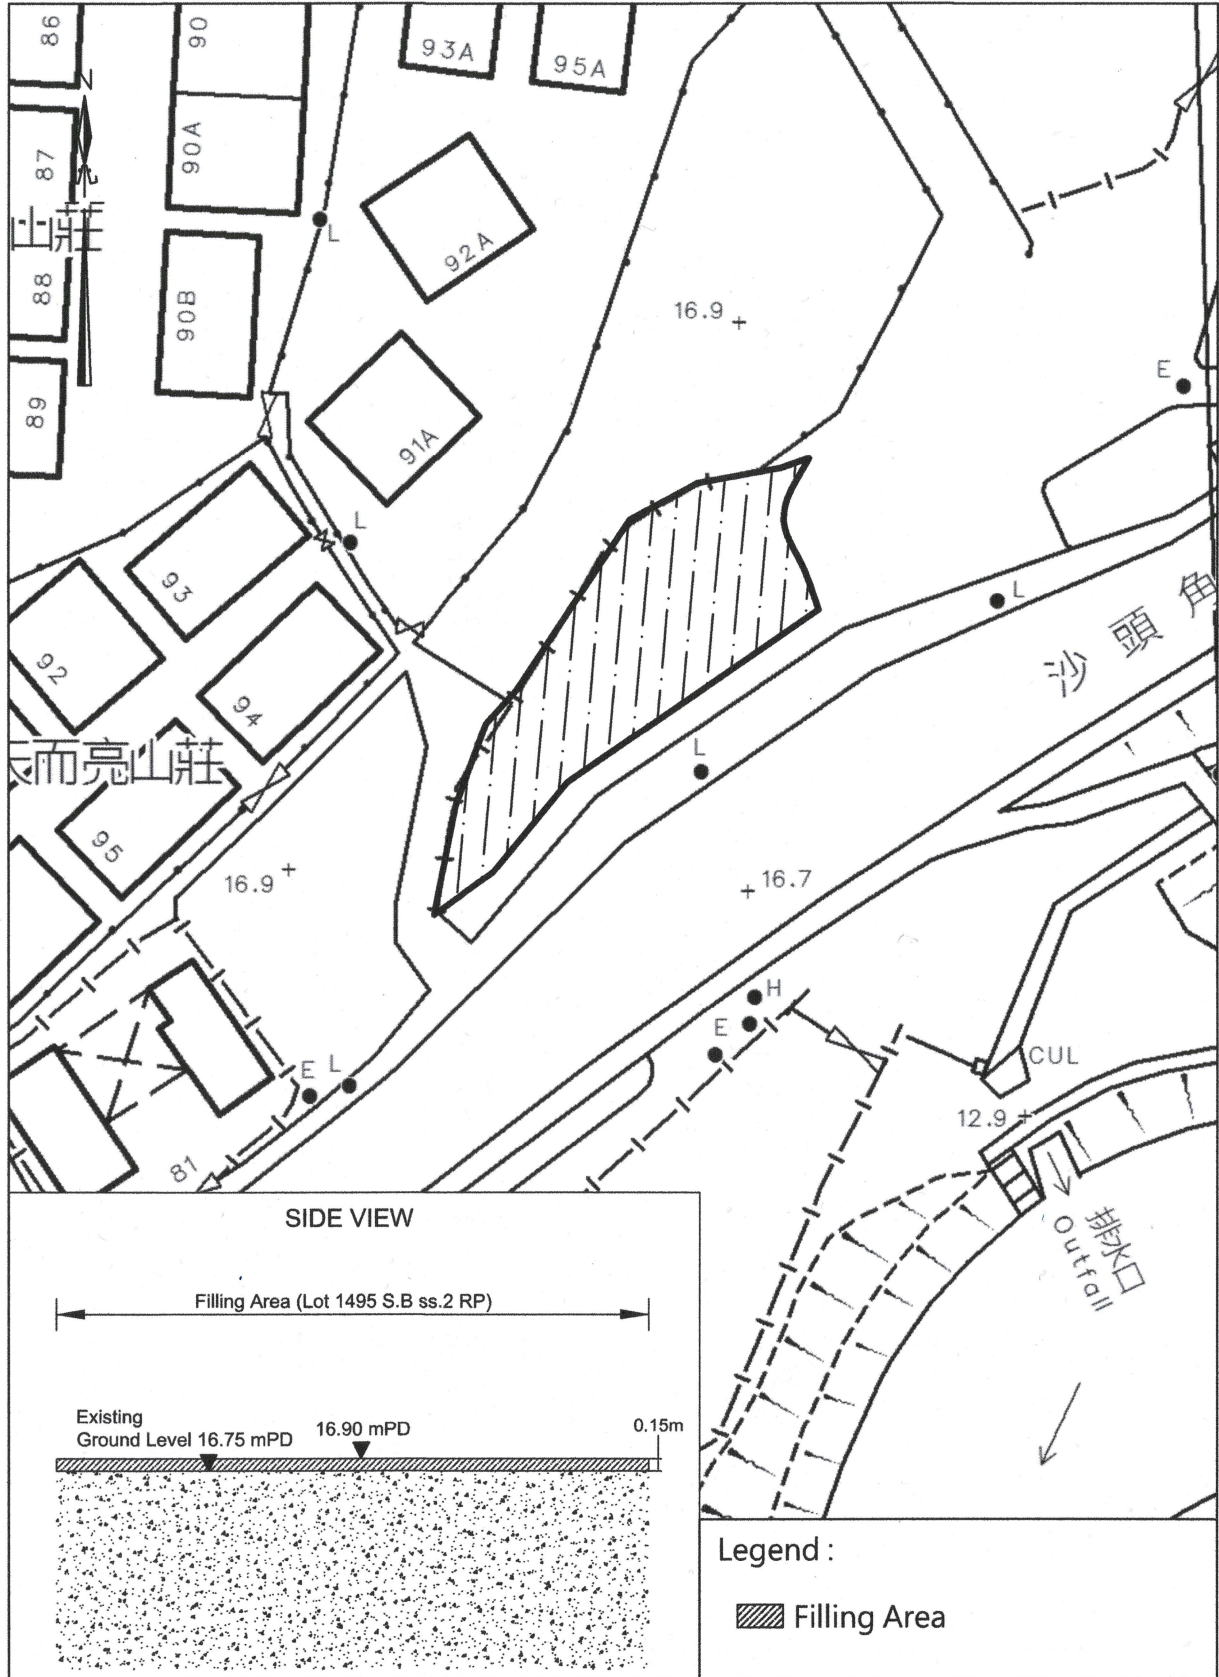 86
90
93A
95A
N
87
90A
山莊
L
92A
88
90B
16.9
E
89
91A
L
93
L
沙頭角
92
94
L
天而亮山莊
95
16.9
16.7
H
E
E L
CUL
12.9
81
排水口
Outfall
SIDE VIEW
Filling Area (Lot 1495 S.B ss.2 RP)
Existing
Ground Level 16.75 mPD
16.90 mPD
0.15m
Legend :
Filling Area